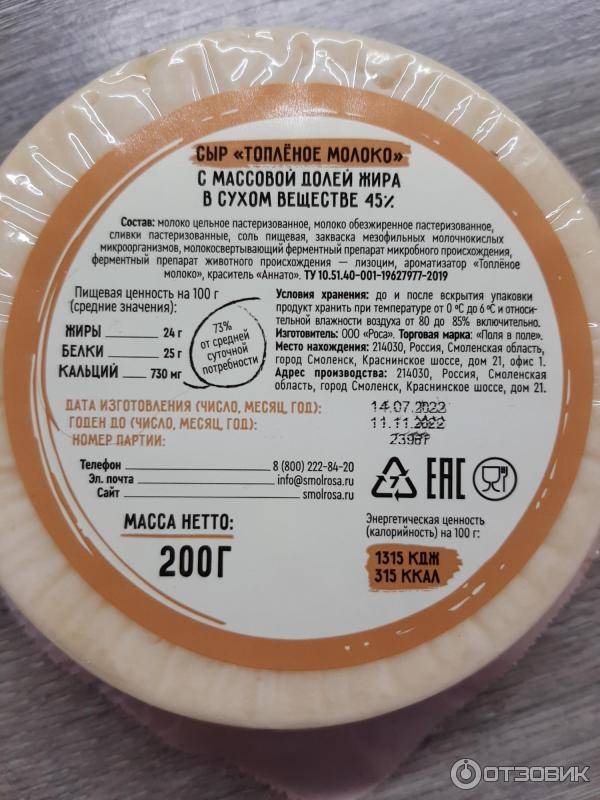 СЫР «ТОПЛЁНОЕ МОЛОКО»
С МАССОВОЙ ДОЛЕЙ ЖИРА
В СУХОМ ВЕЩЕСТВЕ 45%
Состав: молоко цельное пастеризованное, молоко обезжиренное пастеризованное,
сливки пастеризованные, соль пищевая, закваска мезофильных молочнокислых
микроорганизмов, молокосвертывающий ферментный препарат микробного происхождения,
ферментный препарат животного происхождения — лизоцим, ароматизатор «Топлёное
молоко», краситель «Аннато». ТУ 10.51.40-001-19627977-2019
Пищевая ценность на 100 г
(средние значения):
ЖИРЫ 24 г
БЕЛКИ 25 г
КАЛЬЦИЙ 730 мг
73%
от средней
суточной
потребности
Условия хранения: до и после вскрытия упаковки
продукт хранить при температуре от 0 °С до 6 °С и относи-
тельной влажности воздуха от 80 до 85% включительно.
Изготовитель: ООО «Роса». Торговая марка: «Поля в поле».
Место нахождения: 214030, Россия, Смоленская область,
город Смоленск, Краснинское шоссе, дом 21, офис 1.
Адрес производства: 214030, Россия, Смоленская
область, город Смоленск, Краснинское шоссе, дом 21.
ДАТА ИЗГОТОВЛЕНИЯ (ЧИСЛО, МЕСЯЦ, ГОД): 14.07.2022
ГОДЕН ДО (ЧИСЛО, МЕСЯЦ, ГОД): 11.11.2022
НОМЕР ПАРТИИ:
Телефон 8 (800) 222-84-20
Эл. почта info@smolrosa.ru
Сайт smolrosa.ru
7
EAC
МАССА НЕТТО:
200Г
Энергетическая ценность
(калорийность) на 100 г:
1315 КДЖ
315 ККАЛ
ОТЗОВИК